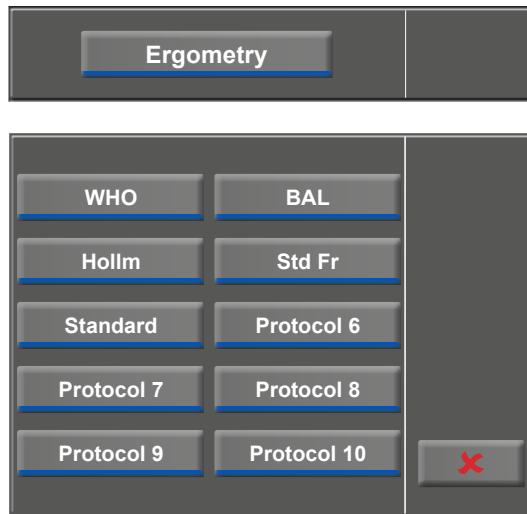 Ergometry
WHO BAL
Hollm Std Fr
Standard Protocol 6
Protocol 7 Protocol 8
Protocol 9 Protocol 10